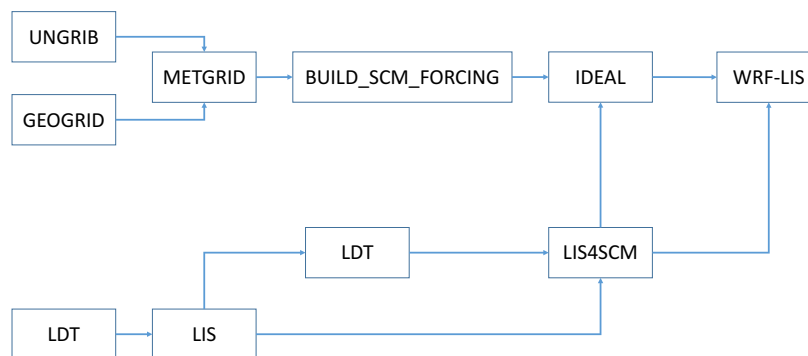 UNGRIB
METGRID
BUILD_SCM_FORCING
IDEAL
WRF-LIS
GEOGRID
LDT
LIS4SCM
LDT
LIS